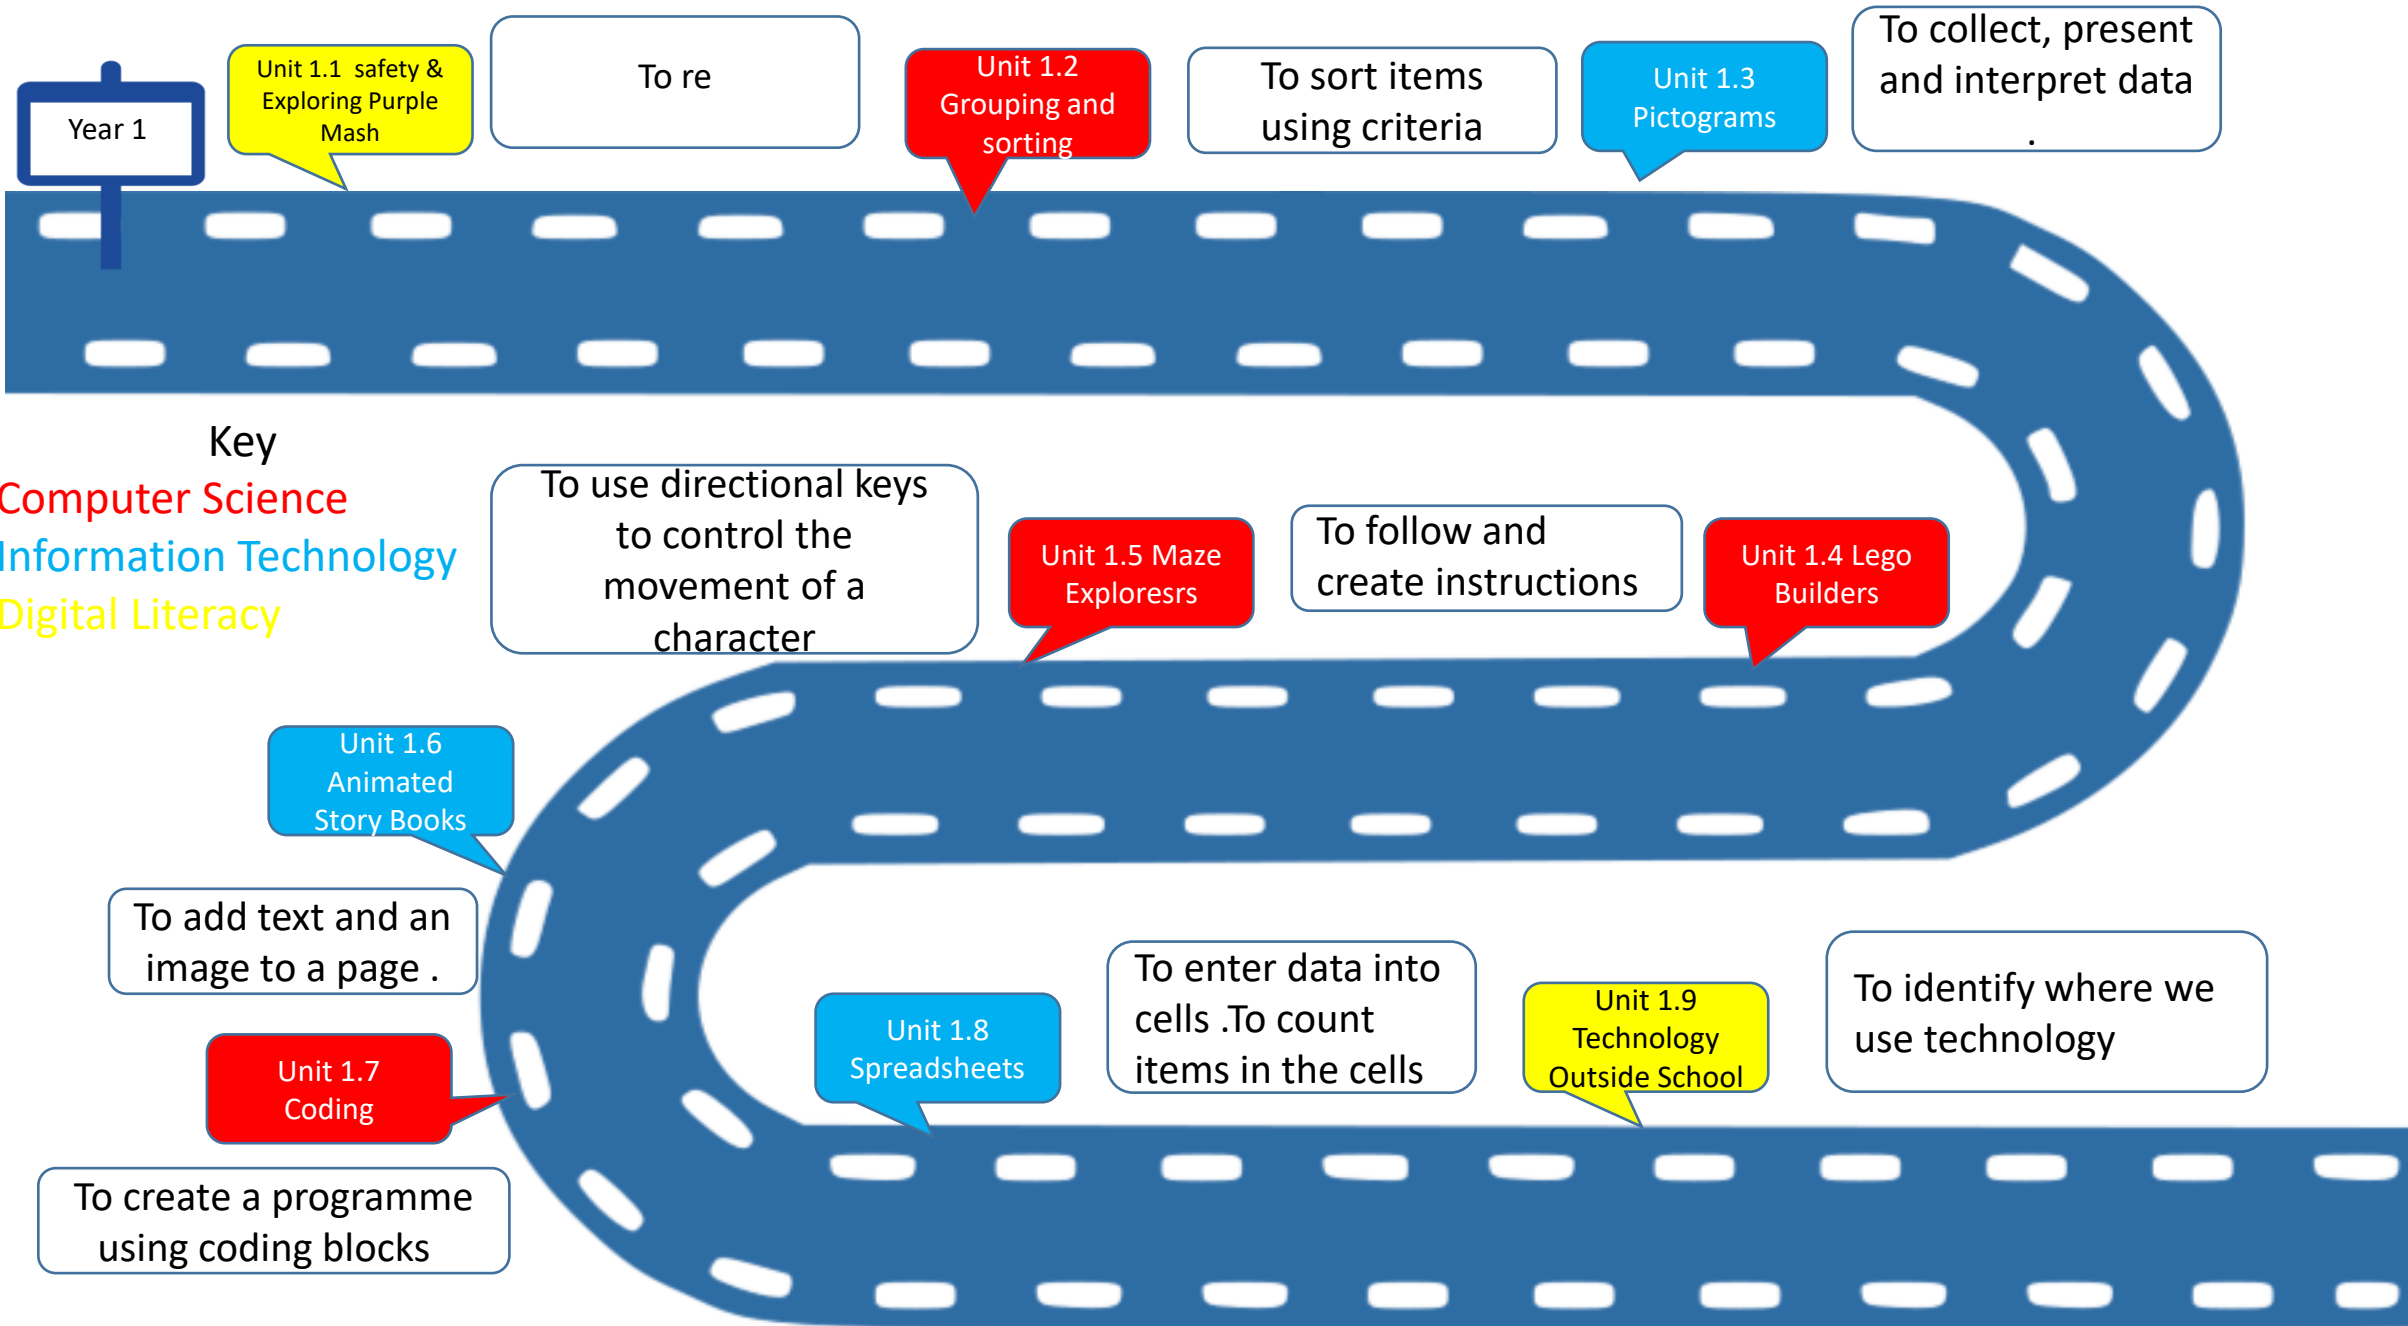 Year 1
Unit 1.1 safety &
Exploring Purple
Mash
To re
Unit 1.2
Grouping and
sorting
To sort items
using criteria
Unit 1.3
Pictograms
To collect, present
and interpret data
.
Key
Computer Science
Information Technology
Digital Literacy
To use directional keys
to control the
movement of a
character
Unit 1.5 Maze
Exploresrs
To follow and
create instructions
Unit 1.4 Lego
Builders
Unit 1.6
Animated
Story Books
To add text and an
image to a page .
Unit 1.7
Coding
To create a programme
using coding blocks
Unit 1.8
Spreadsheets
To enter data into
cells .To count
items in the cells
Unit 1.9
Technology
Outside School
To identify where we
use technology